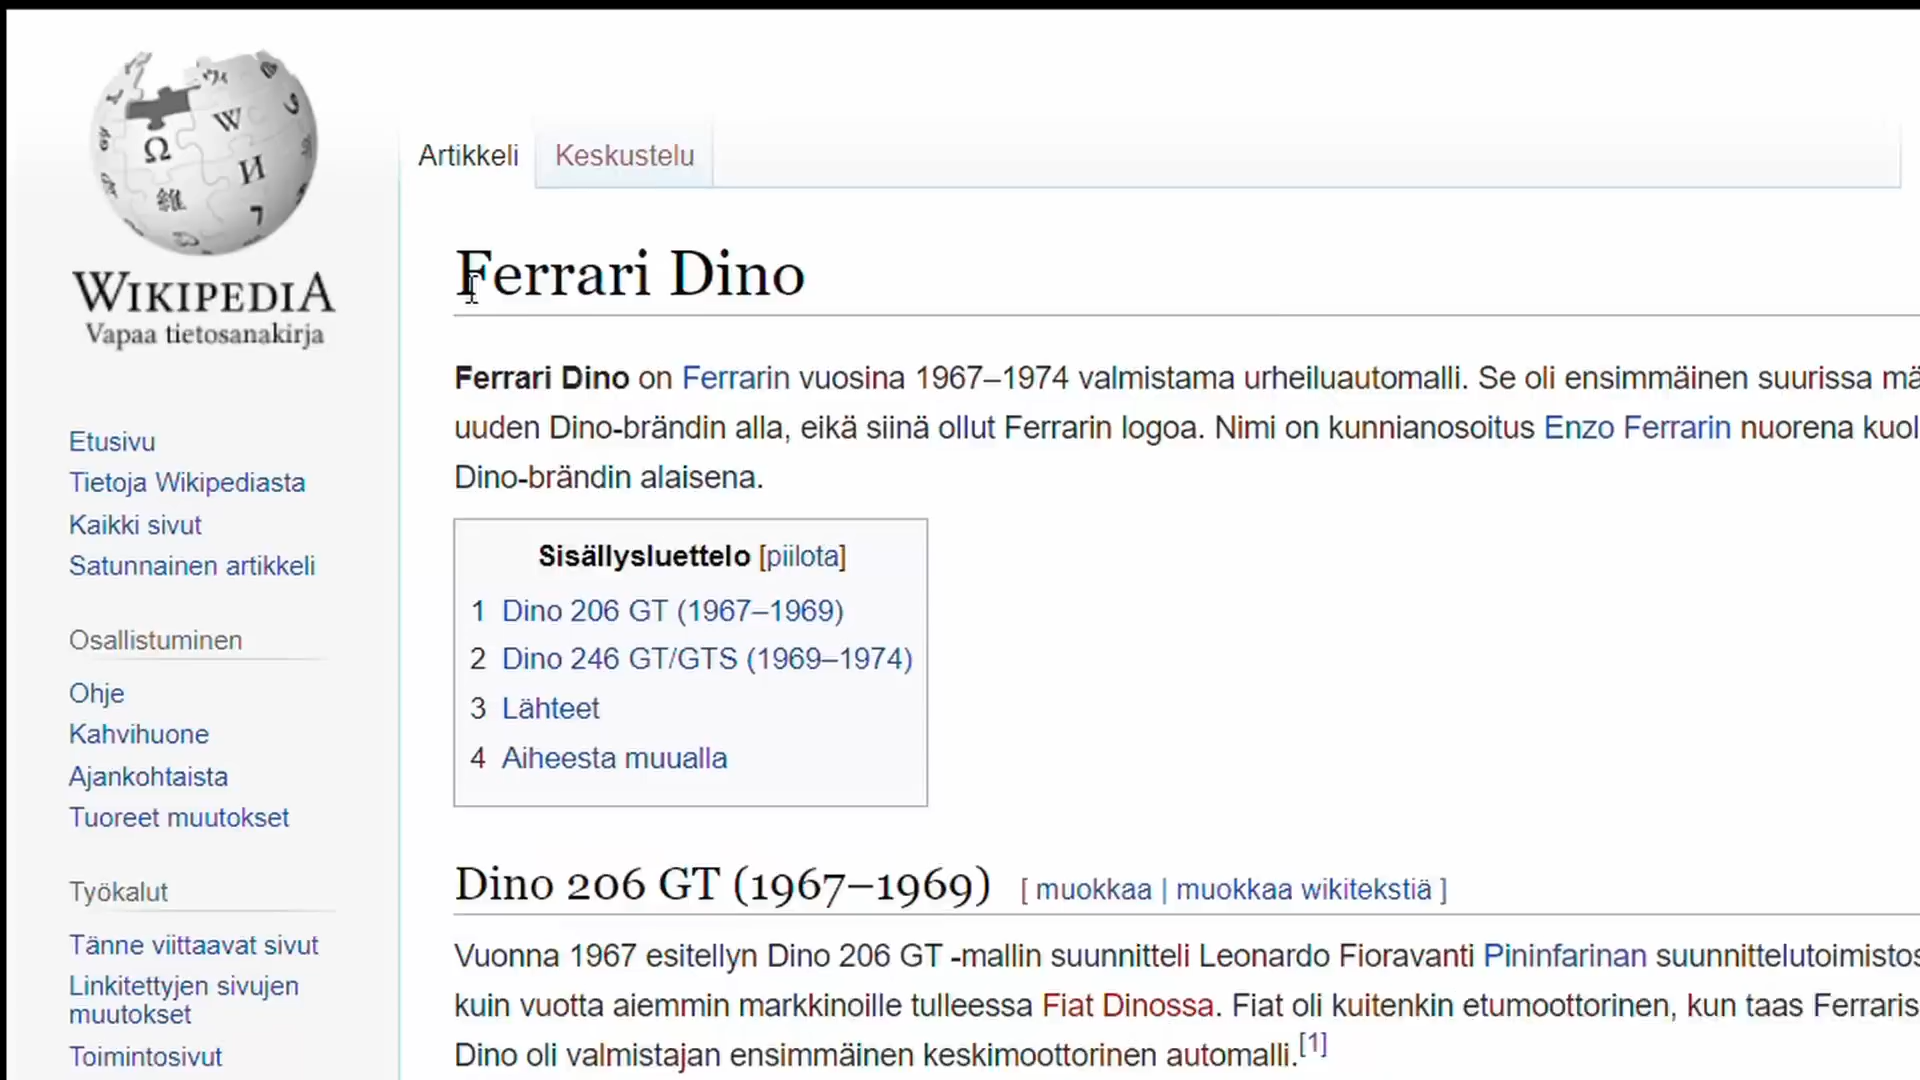 WIKIPEDIA
Vapaa tietosanakirja
Etusivu
Tietoja Wikipediasta
Kaikki sivut
Satunnainen artikkeli
Osallistuminen
Ohje
Kahvihuone
Ajankohtaista
Tuoreet muutokset
Työkalut
Tänne viittaavat sivut
Linkitettyjen sivujen
muutokset
Toimintosivut
Artikkeli Keskustelu
Ferrari Dino
Ferrari Dino on Ferrarin vuosina 1967–1974 valmistama urheiluautomalli. Se oli ensimmäinen suurissa mä
uuden Dino-brändin alla, eikä siinä ollut Ferrarin logoa. Nimi on kunnianosoitus Enzo Ferrarin nuorena kuol
Dino-brändin alaisena.
Sisällysluettelo [piilota]
1 Dino 206 GT (1967–1969)
2 Dino 246 GT/GTS (1969–1974)
3 Lähteet
4 Aiheesta muualla
Dino 206 GT (1967–1969) [ muokkaa | muokkaa wikitekstiä ]
Vuonna 1967 esitellyn Dino 206 GT -mallin suunnitteli Leonardo Fioravanti Pininfarinan suunnittelutoimistos
kuin vuotta aiemmin markkinoille tulleessa Fiat Dinossa. Fiat oli kuitenkin etumoottorinen, kun taas Ferraris
Dino oli valmistajan ensimmäinen keskimoottorinen automalli.[1]